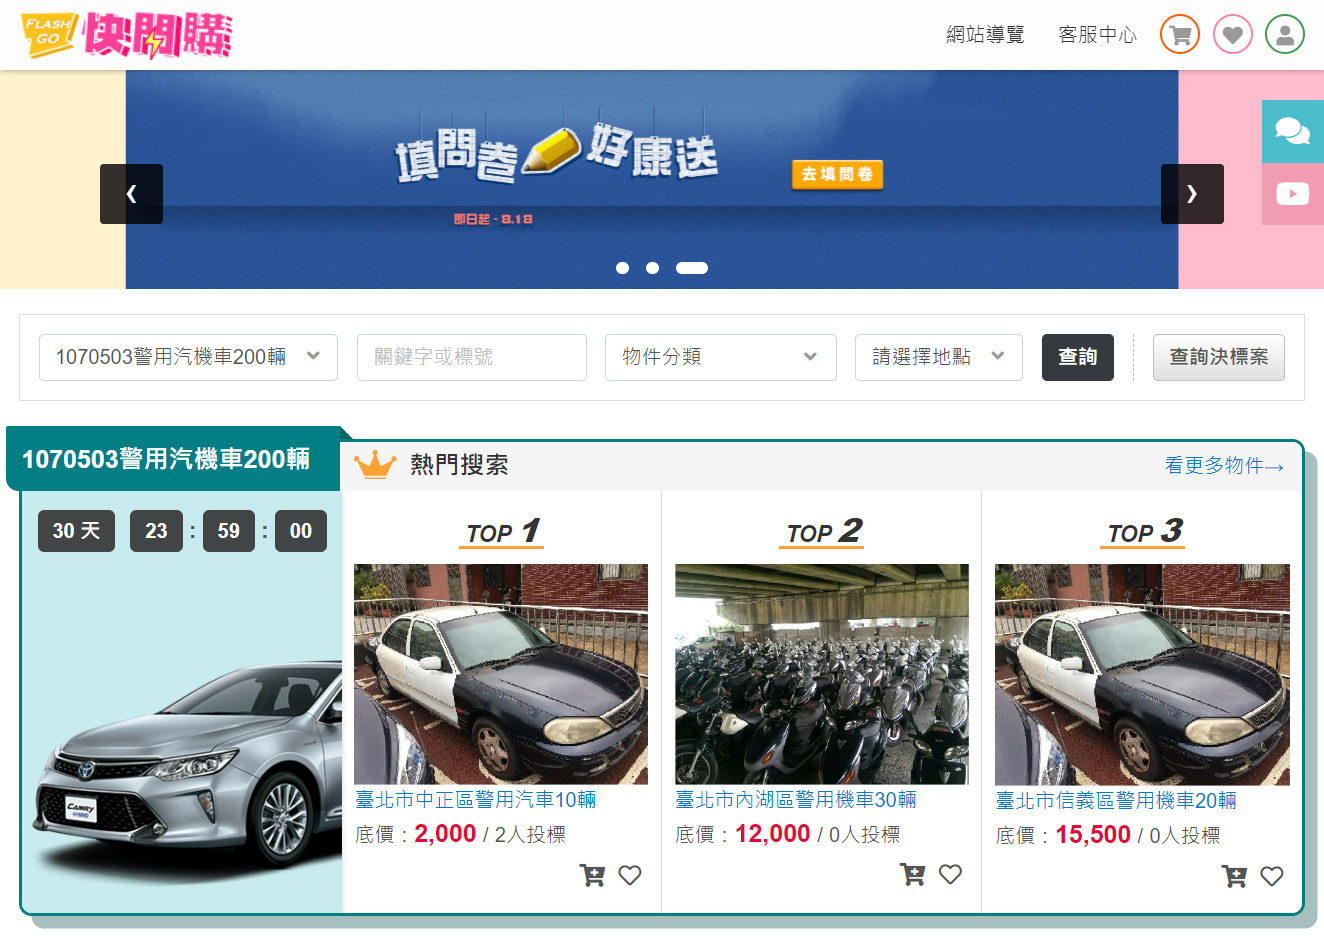 FLASH GO 快閃購
網站導覽 客服中心
填問卷 好康送
去填問卷
即日起 - 8.18
1070503警用汽機車200輛 關鍵字或標號 物件分類 請選擇地點 查詢 查詢決標案
1070503警用汽機車200輛
熱門搜索 看更多物件→
30 天 23 : 59 : 00
TOP 1 TOP 2 TOP 3
CAMRY
HYBRID
臺北市中正區警用汽車10輛 臺北市內湖區警用機車30輛 臺北市信義區警用機車20輛
底價：2,000 / 2人投標 底價：12,000 / 0人投標 底價：15,500 / 0人投標